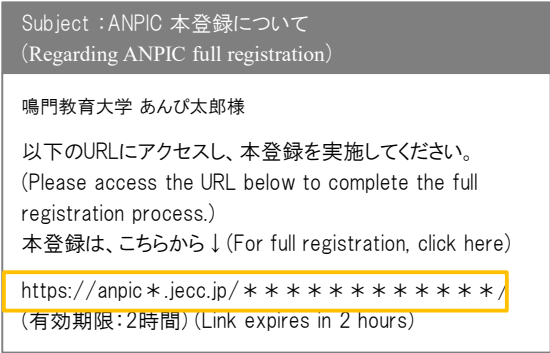 Subject：ANPIC 本登録について
(Regarding ANPIC full registration)
鳴門教育大学 あんぴ太郎様
以下のURLにアクセスし、本登録を実施してください。
(Please access the URL below to complete the full
registration process.)
本登録は、こちらから↓(For full registration, click here)
https://anpic＊.jecc.jp/＊＊＊＊＊＊＊＊＊＊＊＊/
(有効期限：2時間) (Link expires in 2 hours)